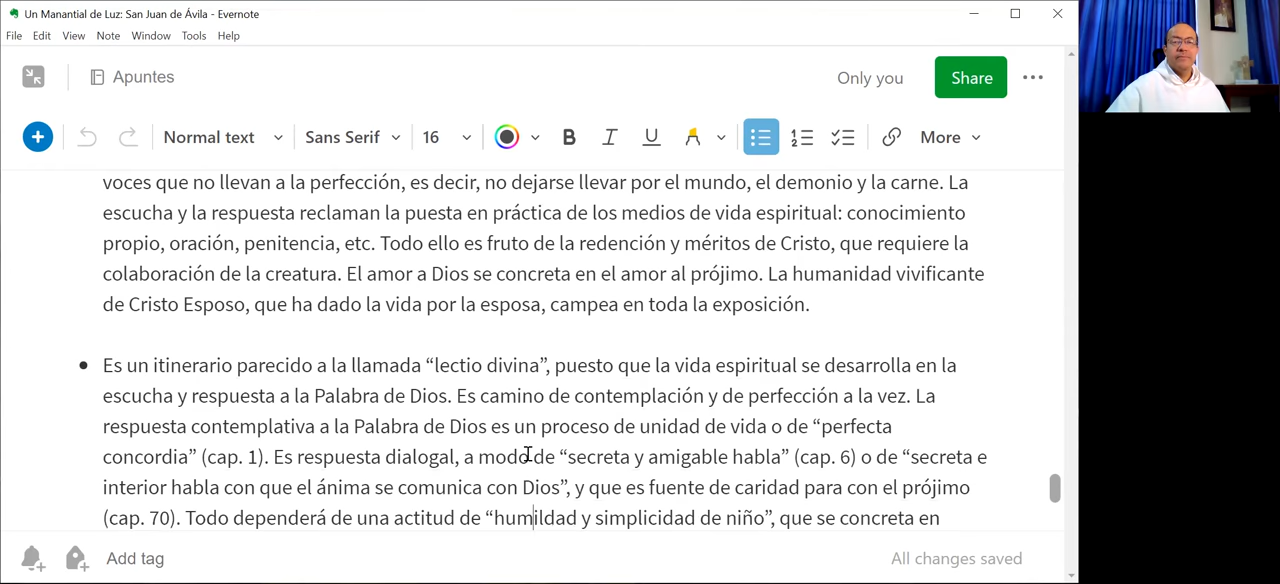 Un Manantial de Luz: San Juan de Ávila - Evernote
File Edit View Note Window Tools Help
Apuntes Only you Share
Normal text Sans Serif 16 B I U A More
voces que no llevan a la perfección, es decir, no dejarse llevar por el mundo, el demonio y la carne. La
escucha y la respuesta reclaman la puesta en práctica de los medios de vida espiritual: conocimiento
propio, oración, penitencia, etc. Todo ello es fruto de la redención y méritos de Cristo, que requiere la
colaboración de la creatura. El amor a Dios se concreta en el amor al prójimo. La humanidad vivificante
de Cristo Esposo, que ha dado la vida por la esposa, campea en toda la exposición.
• Es un itinerario parecido a la llamada “lectio divina”, puesto que la vida espiritual se desarrolla en la
escucha y respuesta a la Palabra de Dios. Es camino de contemplación y de perfección a la vez. La
respuesta contemplativa a la Palabra de Dios es un proceso de unidad de vida o de “perfecta
concordia” (cap. 1). Es respuesta dialogal, a modo de “secreta y amigable habla” (cap. 6) o de “secreta e
interior habla con que el ánima se comunica con Dios”, y que es fuente de caridad para con el prójimo
(cap. 70). Todo dependerá de una actitud de “humildad y simplicidad de niño”, que se concreta en
Add tag All changes saved